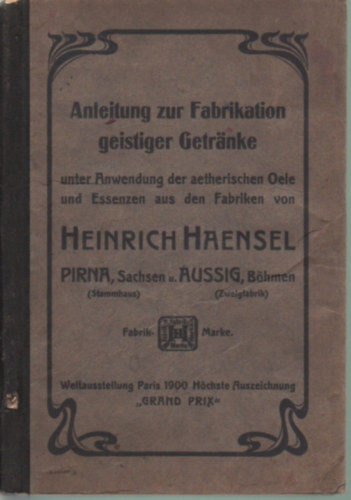 Anleitung zur Fabrikation
geistiger Getränke
unter Anwendung der aetherischen Oele
und Essenzen aus den Fabriken von
HEINRICH HAENSEL
PIRNA, Sachsen u. AUSSIG, Böhmen
(Stammhaus) (Zweigfabrik)
Fabrik- Marke.
Weltausstellung Paris 1900 Höchste Auszeichnung
„GRAND PRIX“